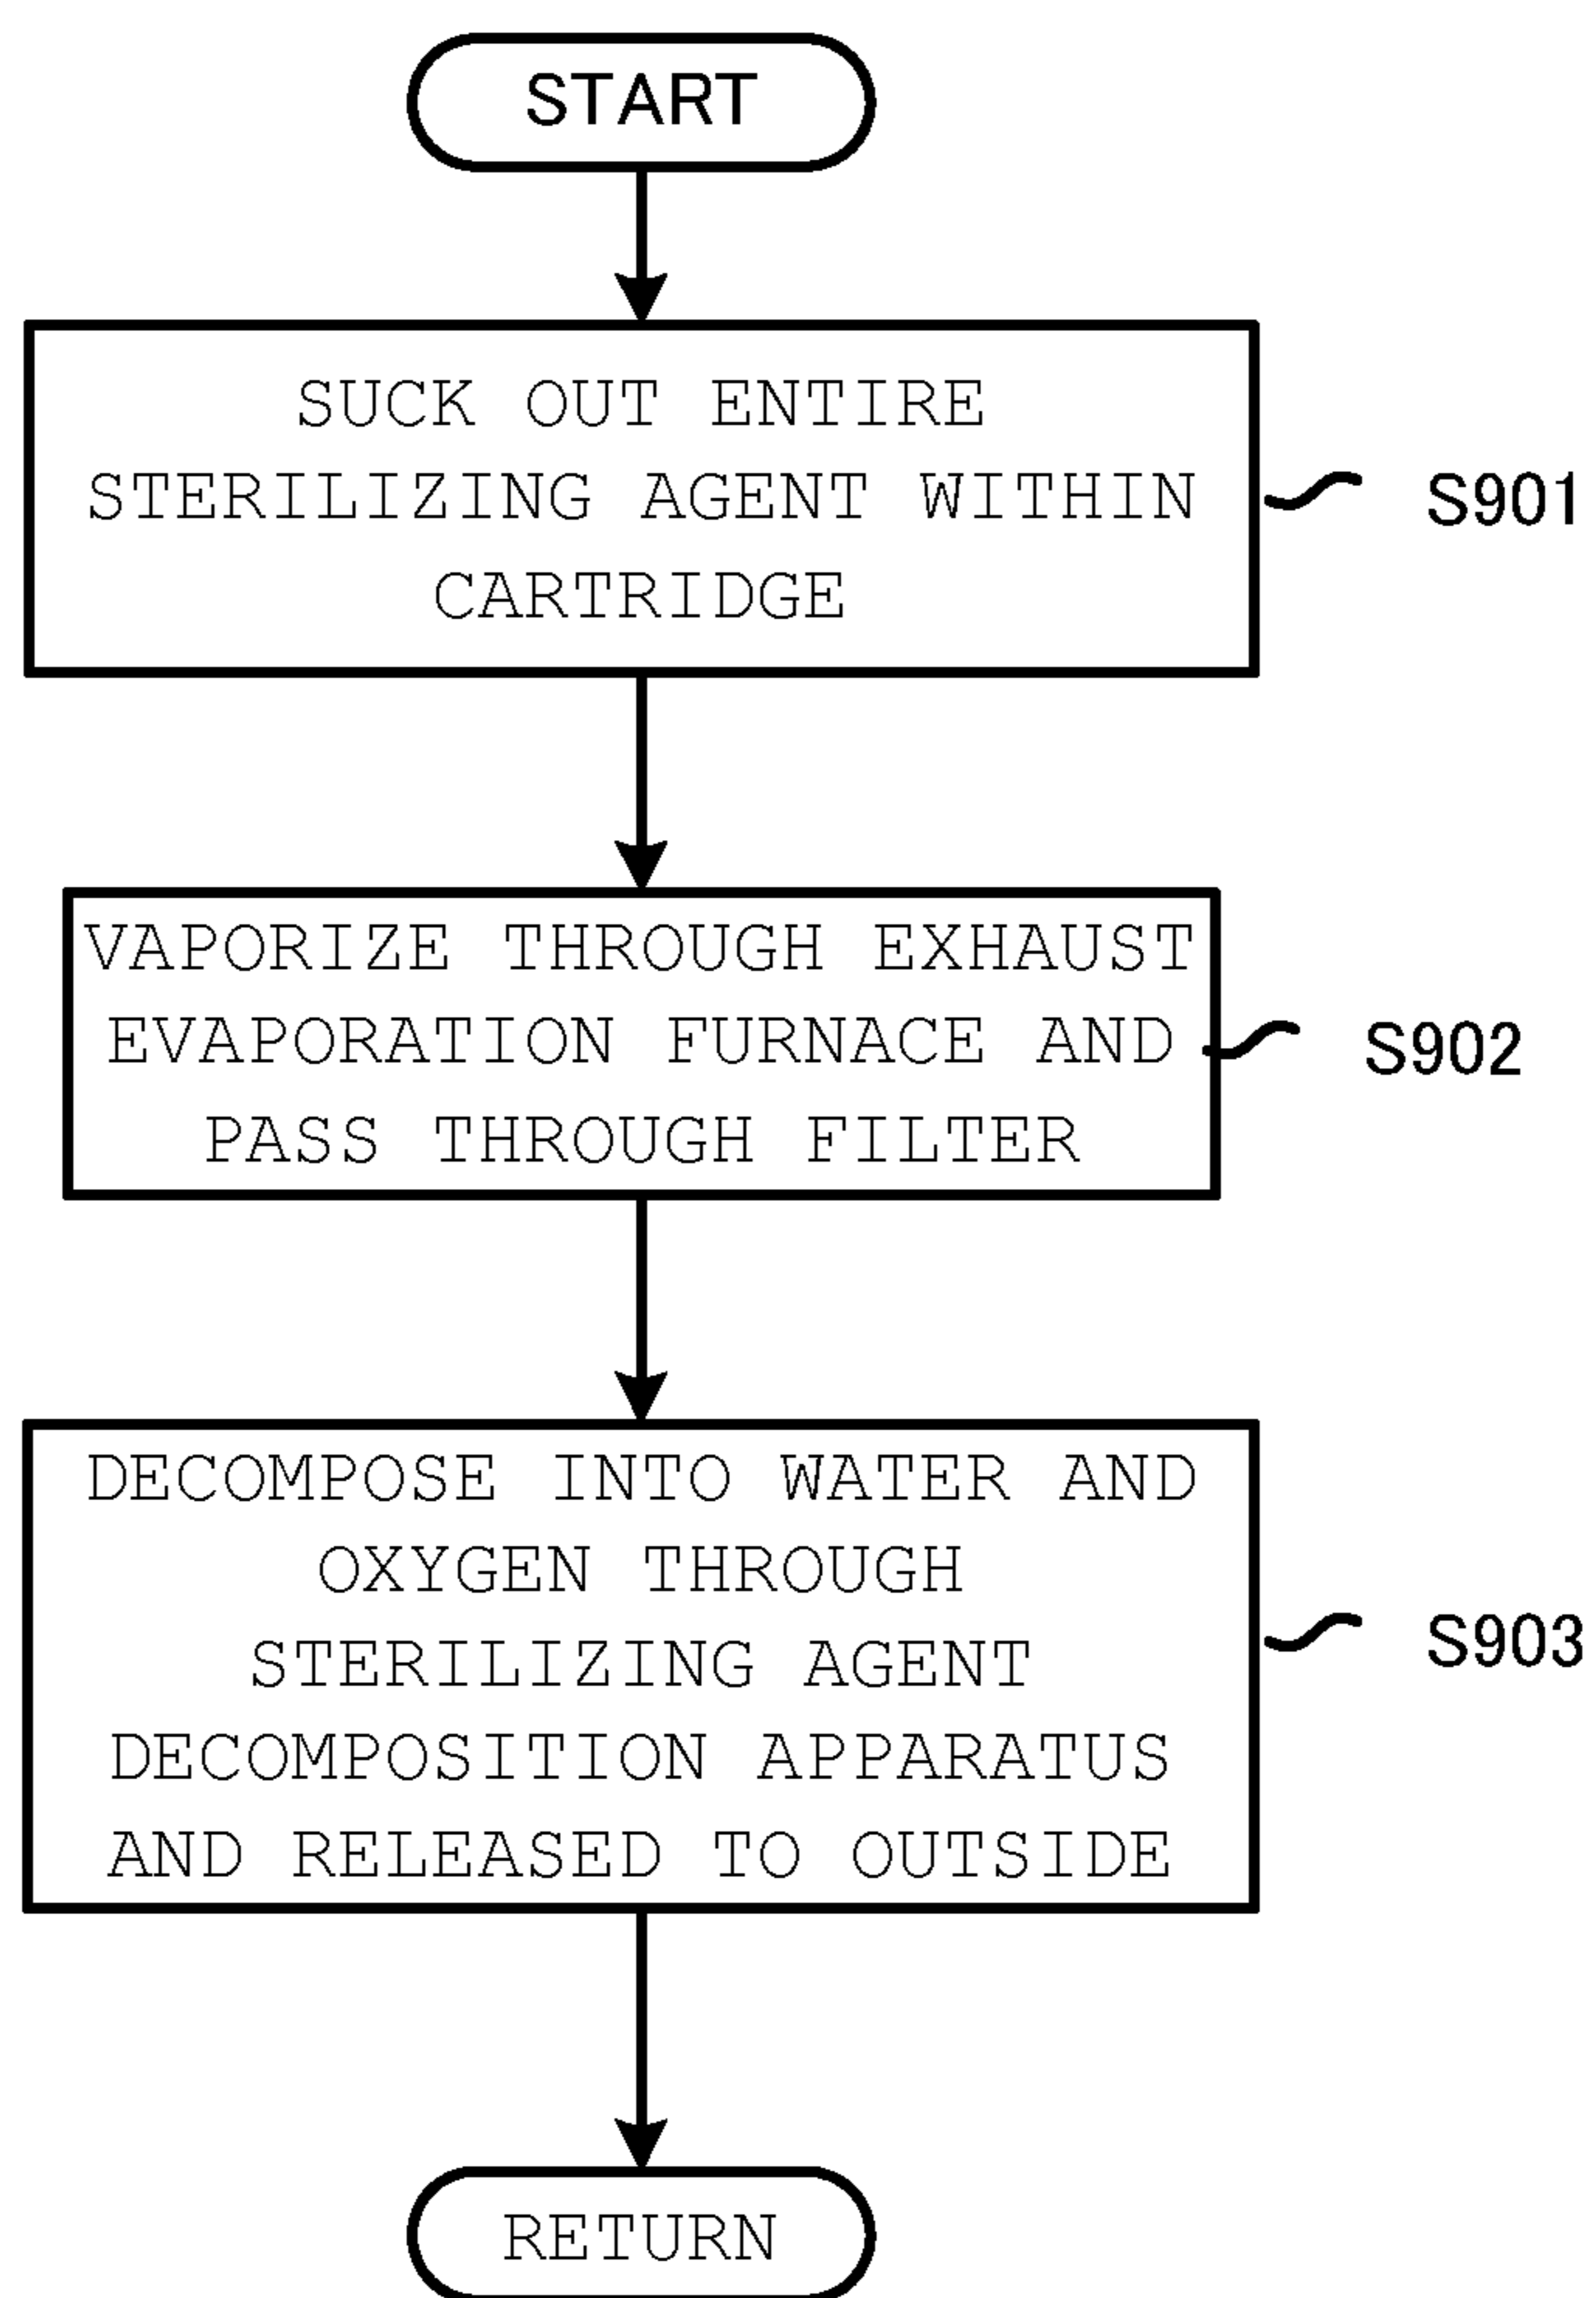 START
SUCK OUT ENTIRE
STERILIZING AGENT WITHIN
CARTRIDGE
S901
VAPORIZE THROUGH EXHAUST
EVAPORATION FURNACE AND
PASS THROUGH FILTER
S902
DECOMPOSE INTO WATER AND
OXYGEN THROUGH
STERILIZING AGENT
DECOMPOSITION APPARATUS
AND RELEASED TO OUTSIDE
S903
RETURN